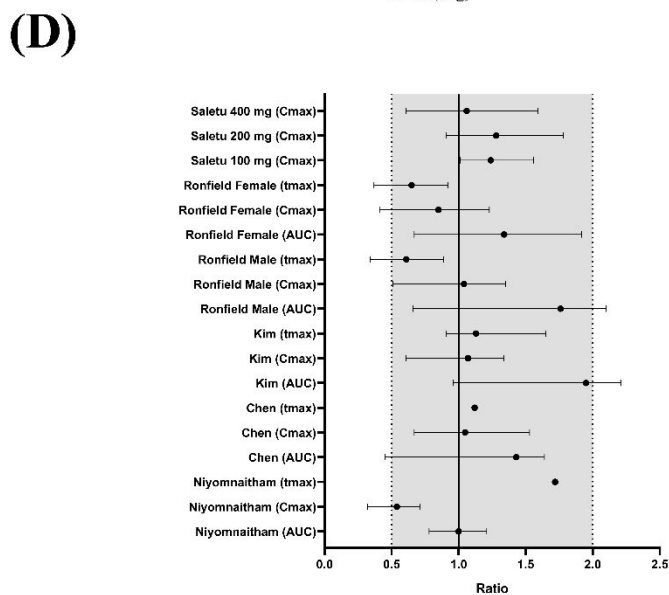 (D)
Saletu 400 mg (Cmax)
Saletu 200 mg (Cmax)
Saletu 100 mg (Cmax)
Ronfield Female (tmax)
Ronfield Female (Cmax)
Ronfield Female (AUC)
Ronfield Male (tmax)
Ronfield Male (Cmax)
Ronfield Male (AUC)
Kim (tmax)
Kim (Cmax)
Kim (AUC)
Chen (tmax)
Chen (Cmax)
Chen (AUC)
Niyomnaitham (tmax)
Niyomnaitham (Cmax)
Niyomnaitham (AUC)
0.0 0.5 1.0 1.5 2.0 2.5
Ratio